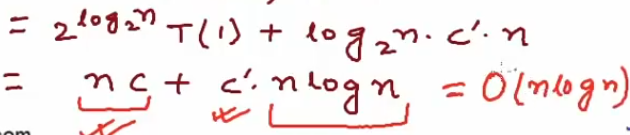 = 2^log₂n T(1) + log₂n · c' · n
= nc + c' · n log n = O(n log n)